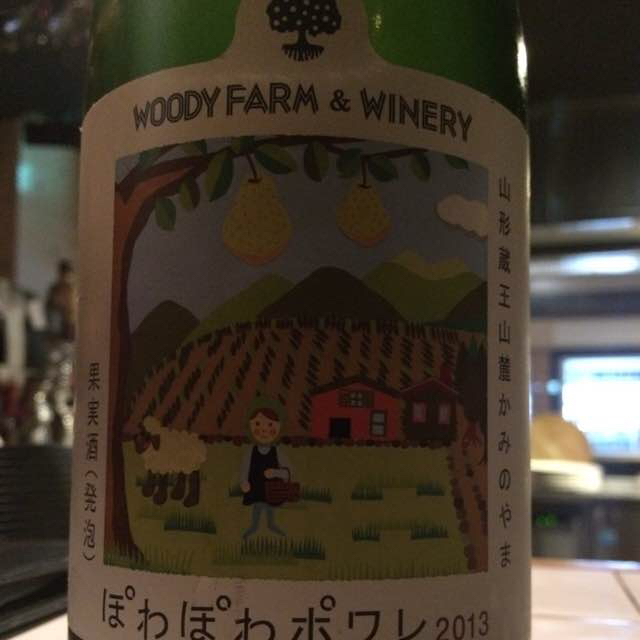 WOODY FARM & WINERY
山形蔵王山麓かみのやま
果実酒（発泡）
ぽわぽわポワレ2013